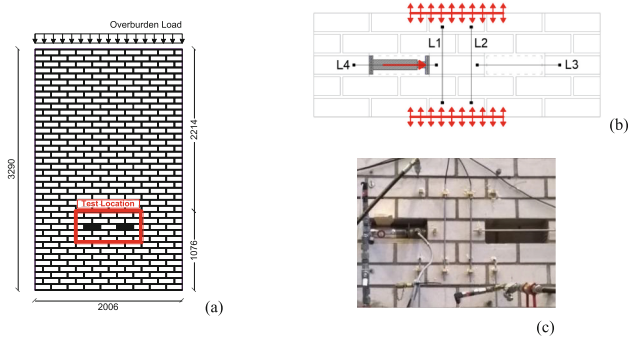 Overburden Load
3290
2214
Test Location
1076
2006
(a)
L1
L2
L4
L3
(b)
(c)